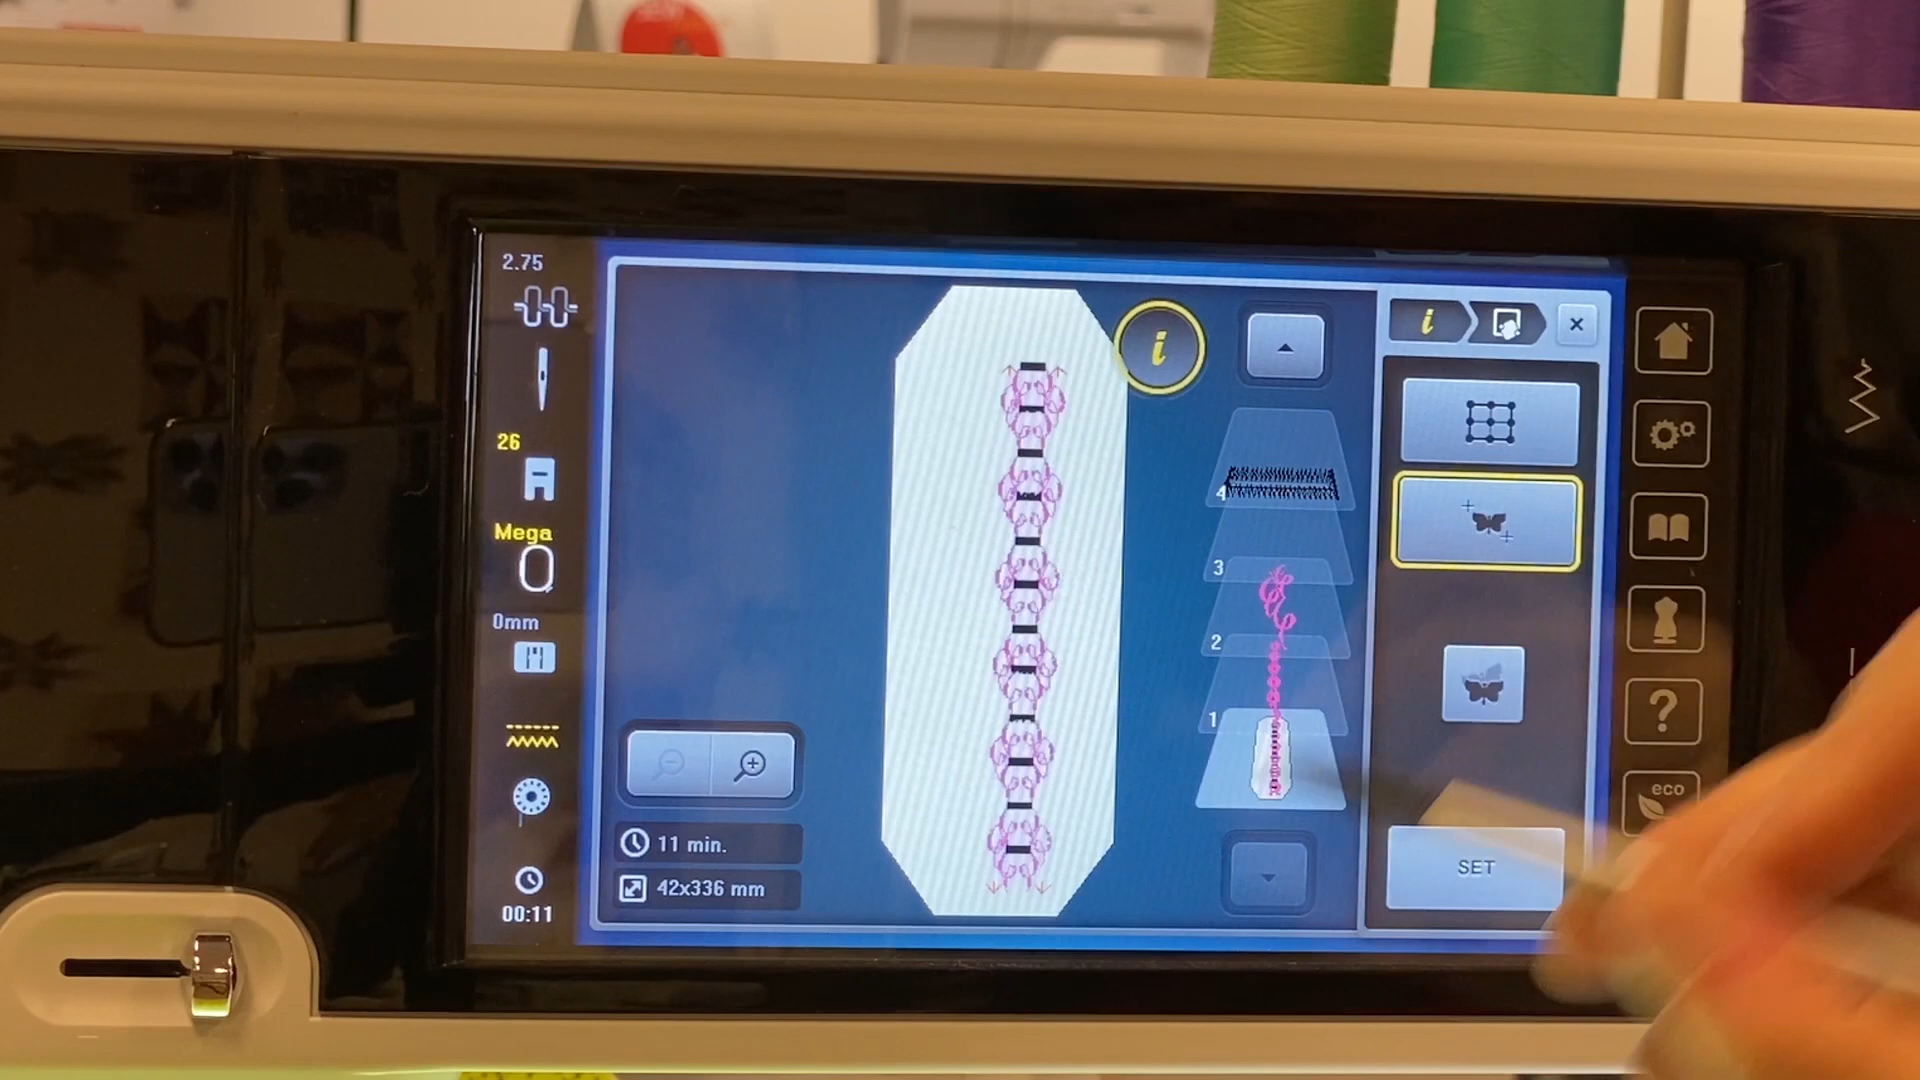 2.75
26
Mega
0mm
00:11
11 min.
42x336 mm
i
4
3
2
1
i
SET
?
eco